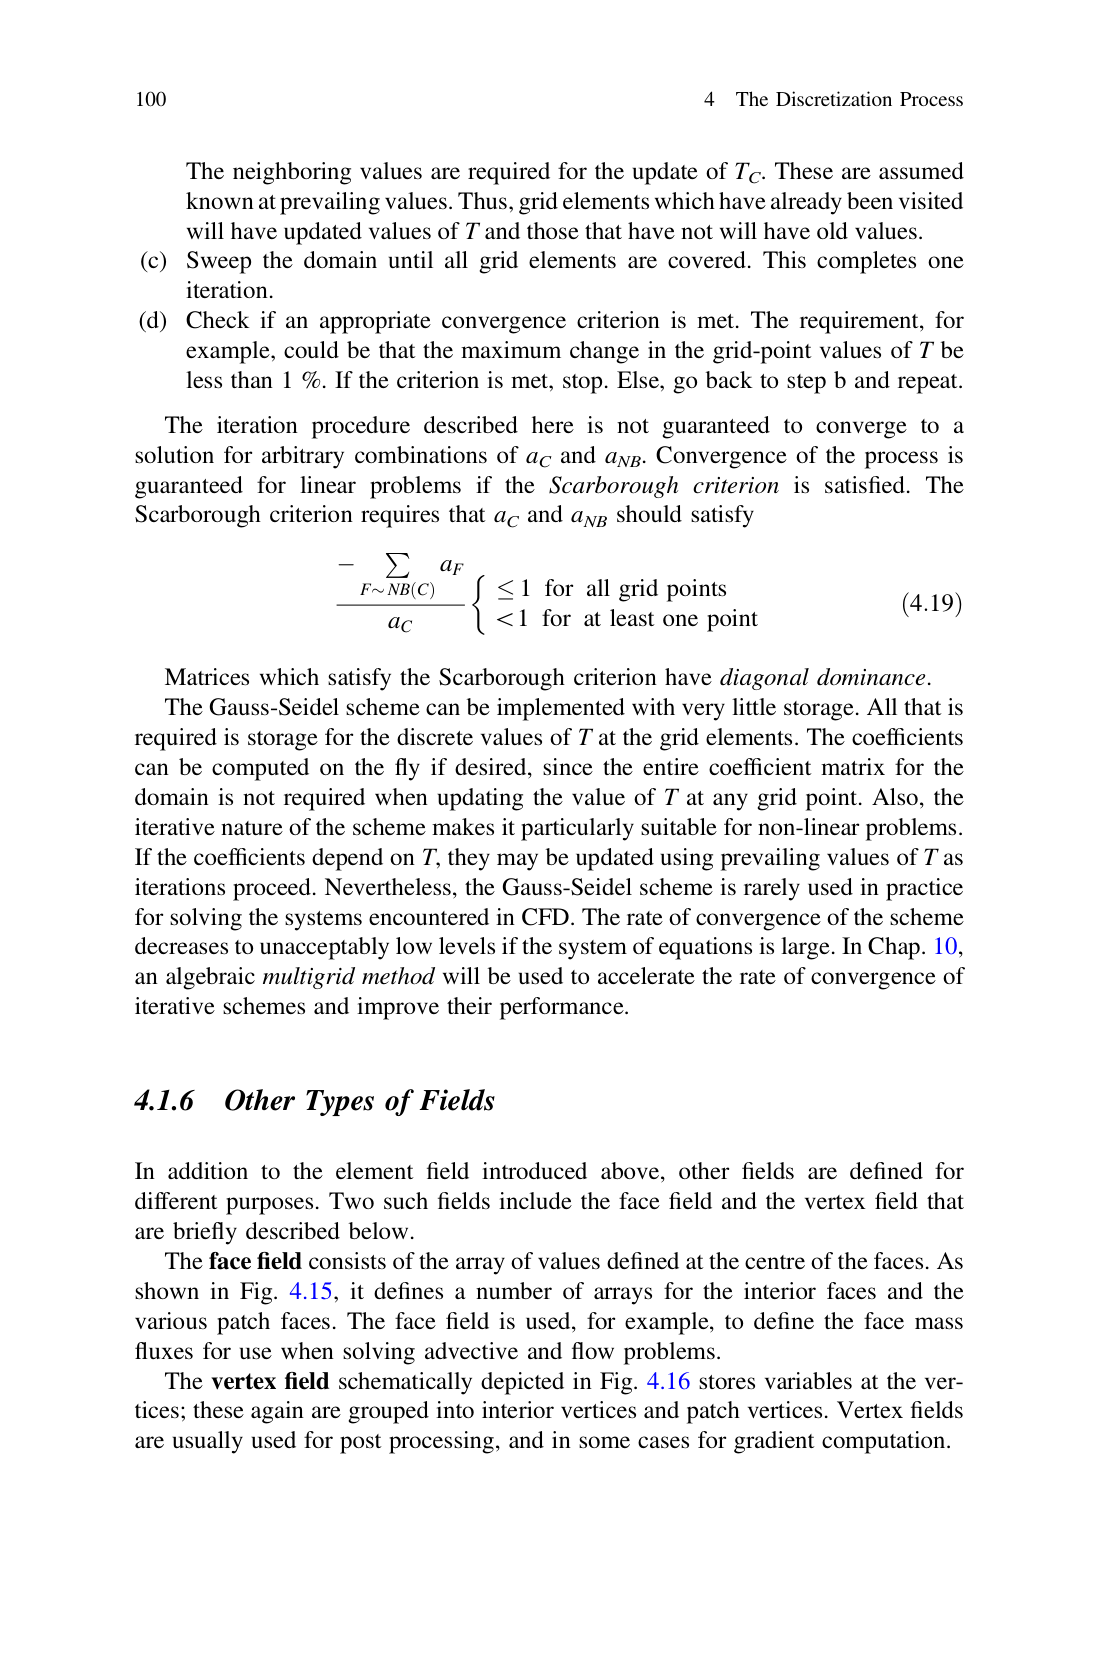 100
4 The Discretization Process
The neighboring values are required for the update of T_C. These are assumed
known at prevailing values. Thus, grid elements which have already been visited
will have updated values of T and those that have not will have old values.
(c) Sweep the domain until all grid elements are covered. This completes one
iteration.
(d) Check if an appropriate convergence criterion is met. The requirement, for
example, could be that the maximum change in the grid-point values of T be
less than 1 %. If the criterion is met, stop. Else, go back to step b and repeat.
The iteration procedure described here is not guaranteed to converge to a
solution for arbitrary combinations of a_C and a_NB. Convergence of the process is
guaranteed for linear problems if the Scarborough criterion is satisfied. The
Scarborough criterion requires that a_C and a_NB should satisfy
− ∑ a_F
F∼NB(C)
a_C
{ ≤1 for all grid points
<1 for at least one point
(4.19)
Matrices which satisfy the Scarborough criterion have diagonal dominance.
The Gauss-Seidel scheme can be implemented with very little storage. All that is
required is storage for the discrete values of T at the grid elements. The coefficients
can be computed on the fly if desired, since the entire coefficient matrix for the
domain is not required when updating the value of T at any grid point. Also, the
iterative nature of the scheme makes it particularly suitable for non-linear problems.
If the coefficients depend on T, they may be updated using prevailing values of T as
iterations proceed. Nevertheless, the Gauss-Seidel scheme is rarely used in practice
for solving the systems encountered in CFD. The rate of convergence of the scheme
decreases to unacceptably low levels if the system of equations is large. In Chap. 10,
an algebraic multigrid method will be used to accelerate the rate of convergence of
iterative schemes and improve their performance.
4.1.6 Other Types of Fields
In addition to the element field introduced above, other fields are defined for
different purposes. Two such fields include the face field and the vertex field that
are briefly described below.
The face field consists of the array of values defined at the centre of the faces. As
shown in Fig. 4.15, it defines a number of arrays for the interior faces and the
various patch faces. The face field is used, for example, to define the face mass
fluxes for use when solving advective and flow problems.
The vertex field schematically depicted in Fig. 4.16 stores variables at the ver-
tices; these again are grouped into interior vertices and patch vertices. Vertex fields
are usually used for post processing, and in some cases for gradient computation.